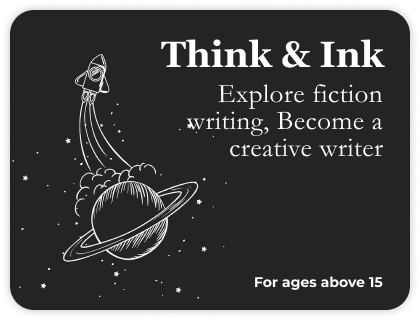 Think & Ink
Explore fiction
writing, Become a
creative writer
For ages above 15